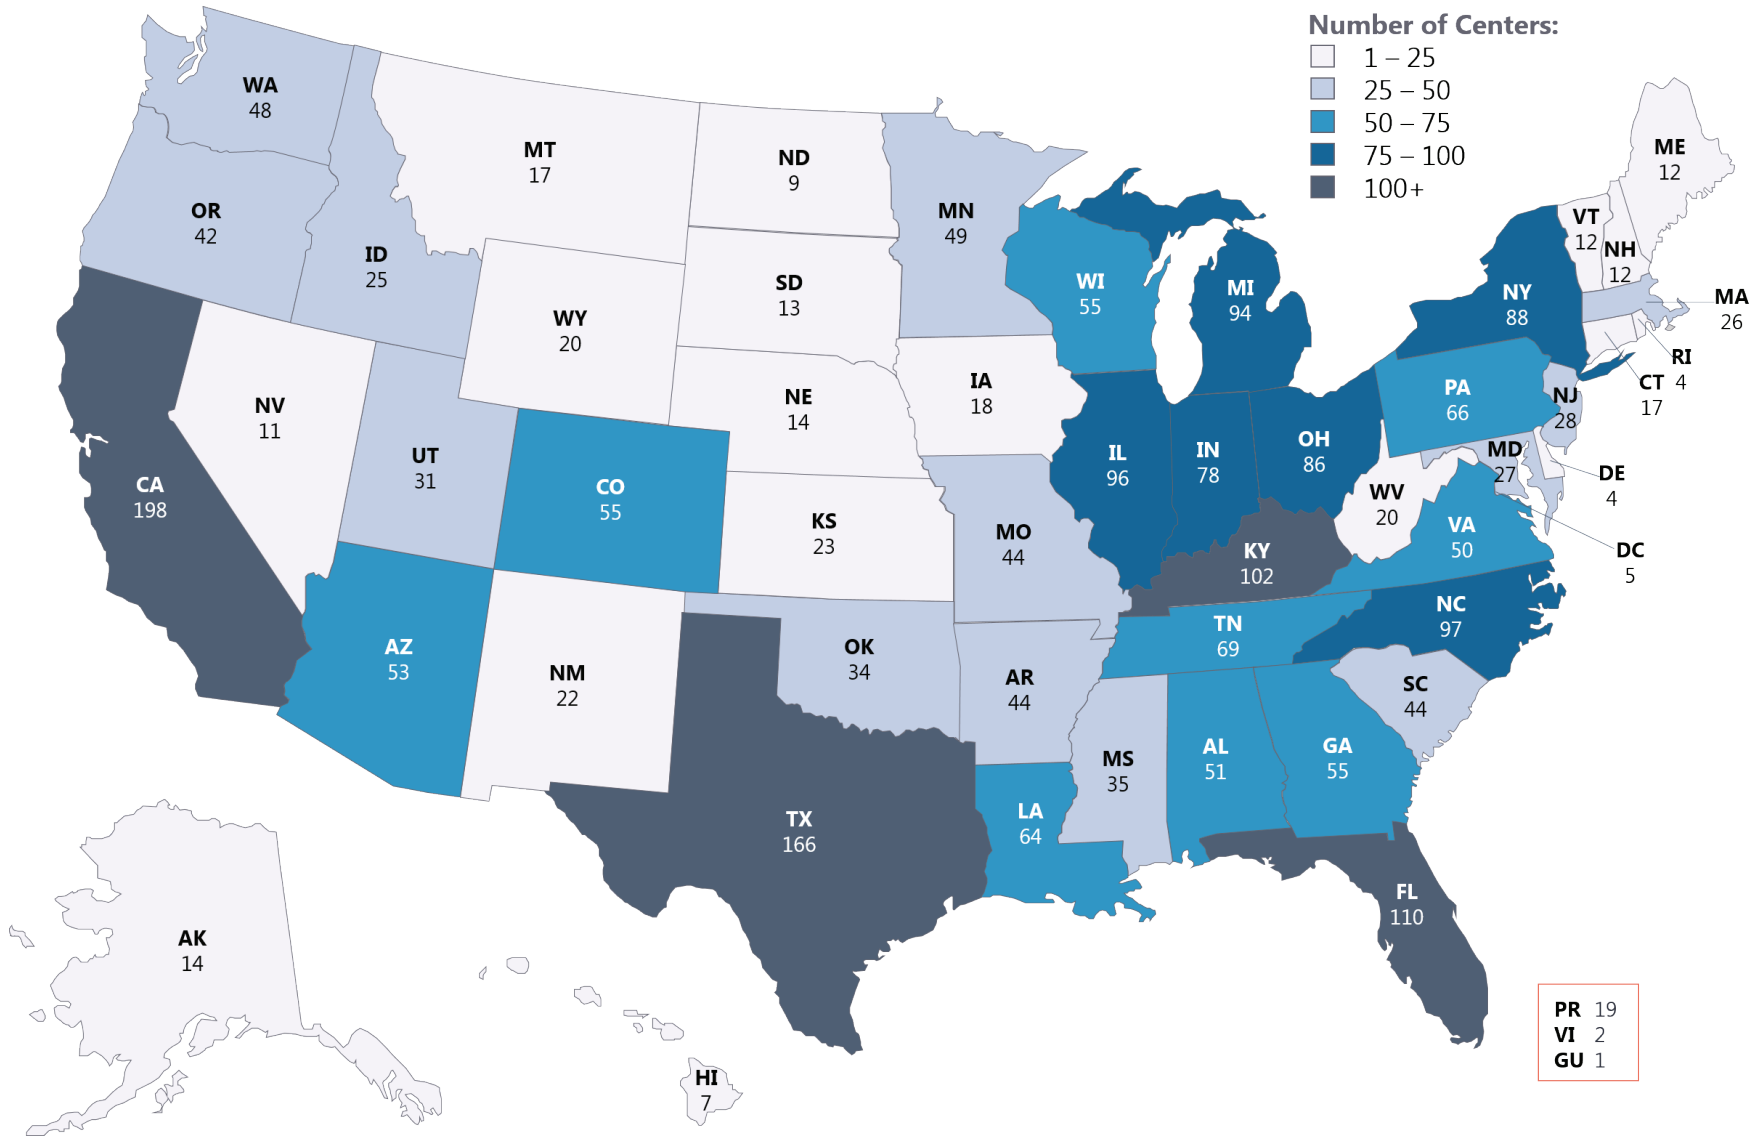 Number of Centers:
1 – 25
25 – 50
50 – 75
75 – 100
100+
WA
48
OR
42
ID
25
MT
17
ND
9
MN
49
SD
13
WY
20
WI
55
MI
94
NY
88
VT
12
NH
12
ME
12
MA
26
RI
4
CT
17
NJ
28
PA
66
IA
18
NE
14
NV
11
UT
31
CA
198
CO
55
KS
23
MO
44
IL
96
IN
78
OH
86
WV
20
MD
27
DE
4
VA
50
DC
5
KY
102
NC
97
TN
69
AZ
53
NM
22
OK
34
AR
44
SC
44
MS
35
AL
51
GA
55
LA
64
TX
166
FL
110
AK
14
HI
7
PR 19
VI 2
GU 1